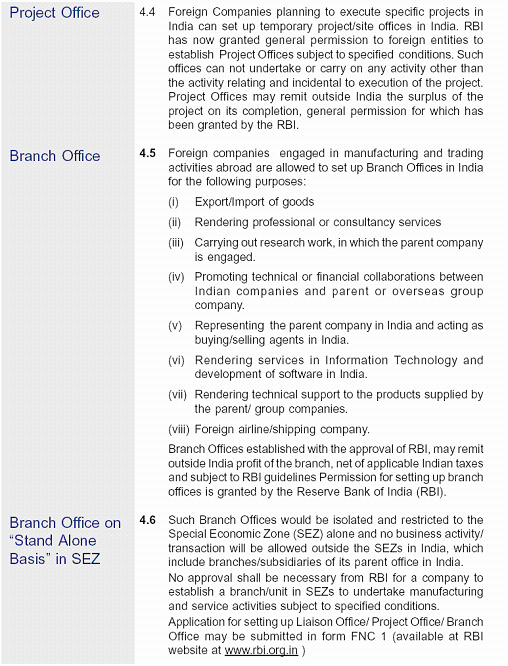 Project Office
4.4 Foreign Companies planning to execute specific projects in
India can set up temporary project/site offices in India. RBI
has now granted general permission to foreign entities to
establish Project Offices subject to specified conditions. Such
offices can not undertake or carry on any activity other than
the activity relating and incidental to execution of the project.
Project Offices may remit outside India the surplus of the
project on its completion, general permission for which has
been granted by the RBI.
Branch Office
4.5 Foreign companies engaged in manufacturing and trading
activities abroad are allowed to set up Branch Offices in India
for the following purposes:
(i) Export/Import of goods
(ii) Rendering professional or consultancy services
(iii) Carrying out research work, in which the parent company
is engaged.
(iv) Promoting technical or financial collaborations between
Indian companies and parent or overseas group
company.
(v) Representing the parent company in India and acting as
buying/selling agents in India.
(vi) Rendering services in Information Technology and
development of software in India.
(vii) Rendering technical support to the products supplied by
the parent/ group companies.
(viii) Foreign airline/shipping company.
Branch Offices established with the approval of RBI, may remit
outside India profit of the branch, net of applicable Indian taxes
and subject to RBI guidelines Permission for setting up branch
offices is granted by the Reserve Bank of India (RBI).
Branch Office on
“Stand Alone
Basis” in SEZ
4.6 Such Branch Offices would be isolated and restricted to the
Special Economic Zone (SEZ) alone and no business activity/
transaction will be allowed outside the SEZs in India, which
include branches/subsidiaries of its parent office in India.
No approval shall be necessary from RBI for a company to
establish a branch/unit in SEZs to undertake manufacturing
and service activities subject to specified conditions.
Application for setting up Liaison Office/ Project Office/ Branch
Office may be submitted in form FNC 1 (available at RBI
website at www.rbi.org.in )